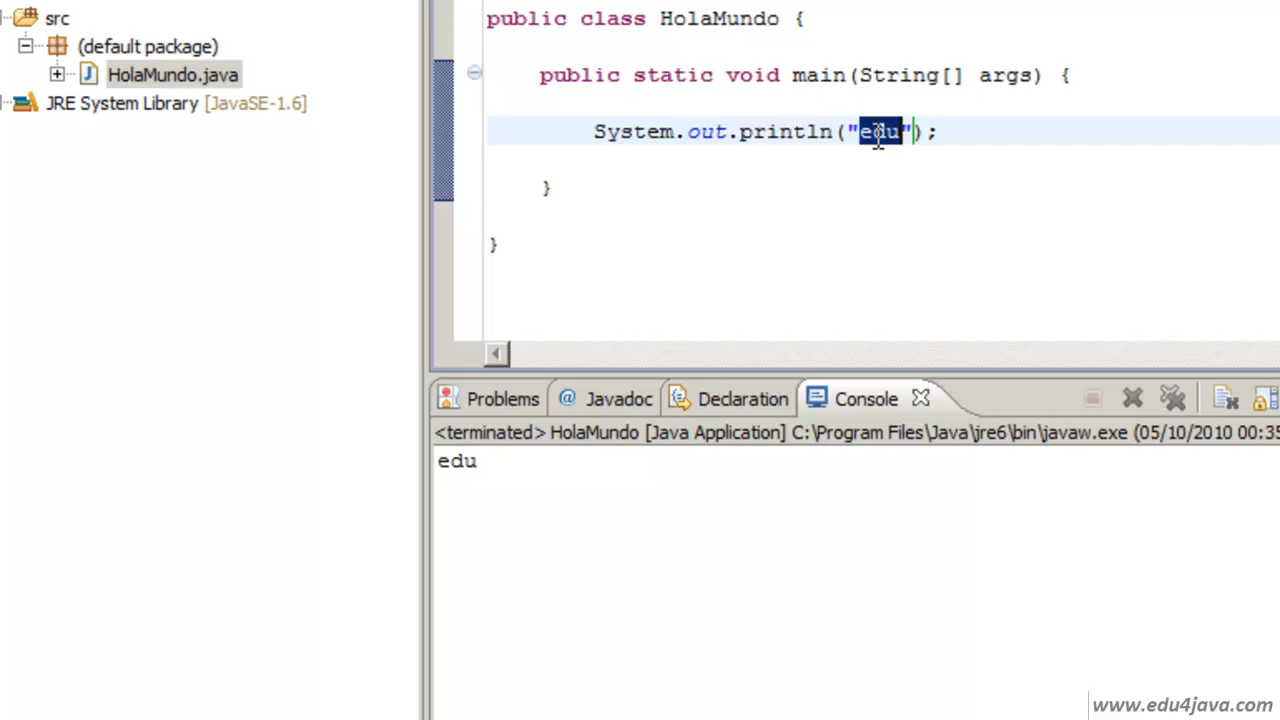 src
(default package)
HolaMundo.java
JRE System Library [JavaSE-1.6]
public class HolaMundo {
public static void main(String[] args) {
System.out.println("edu");
}
}
Problems
@ Javadoc
Declaration
Console
<terminated> HolaMundo [Java Application] C:\Program Files\Java\jre6\bin\javaw.exe (05/10/2010 00:35
edu
www.edu4java.com